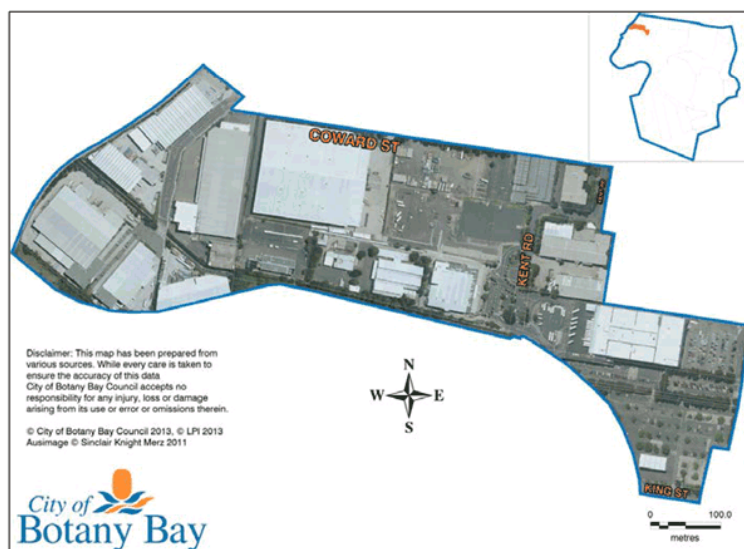 COWARD ST
KENT RD
Disclaimer: This map has been prepared from
various sources. While every care is taken to
ensure the accuracy of this data
City of Botany Bay Council accepts no
responsibility for any injury, loss or damage
arising from its use or error or omissions therein.
© City of Botany Bay Council 2013, © LPI 2013
Ausimage © Sinclair Knight Merz 2011
N
W E
S
KING ST
City of
Botany Bay
0 100.0
metres